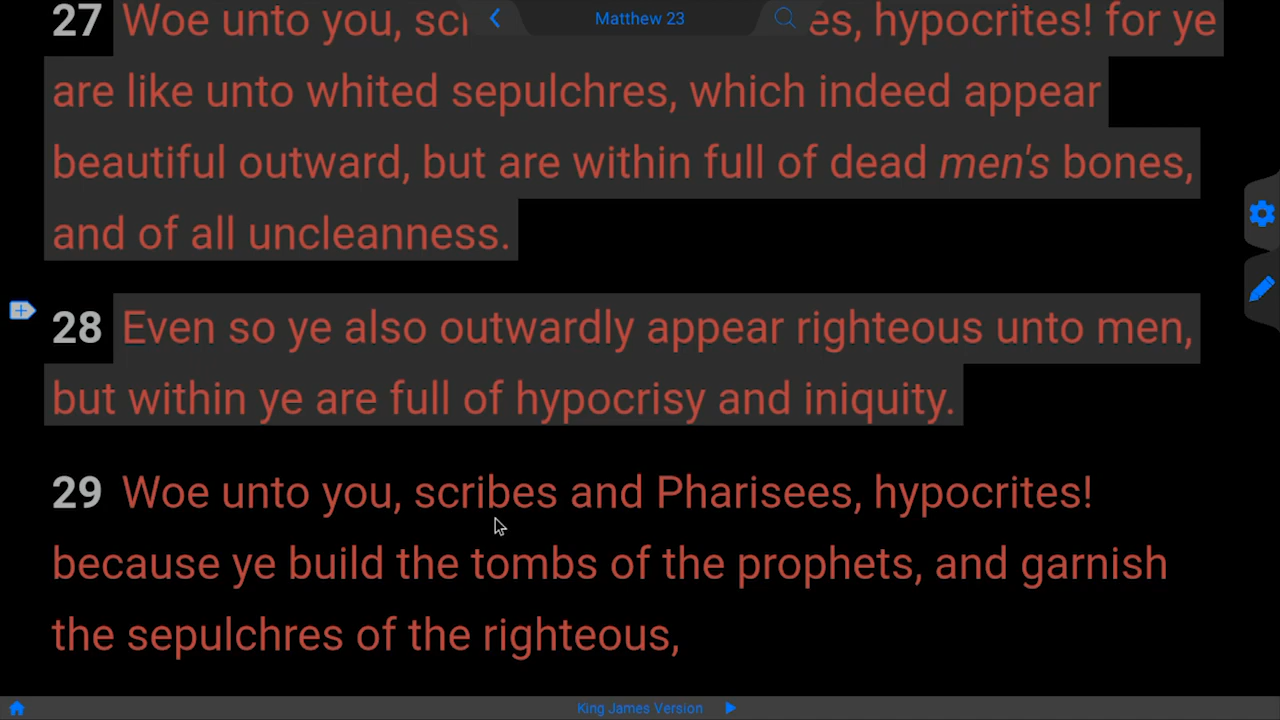 Matthew 23
27 Woe unto you, scr es, hypocrites! for ye
are like unto whited sepulchres, which indeed appear
beautiful outward, but are within full of dead men's bones,
and of all uncleanness.
28 Even so ye also outwardly appear righteous unto men,
but within ye are full of hypocrisy and iniquity.
29 Woe unto you, scribes and Pharisees, hypocrites!
because ye build the tombs of the prophets, and garnish
the sepulchres of the righteous,
King James Version